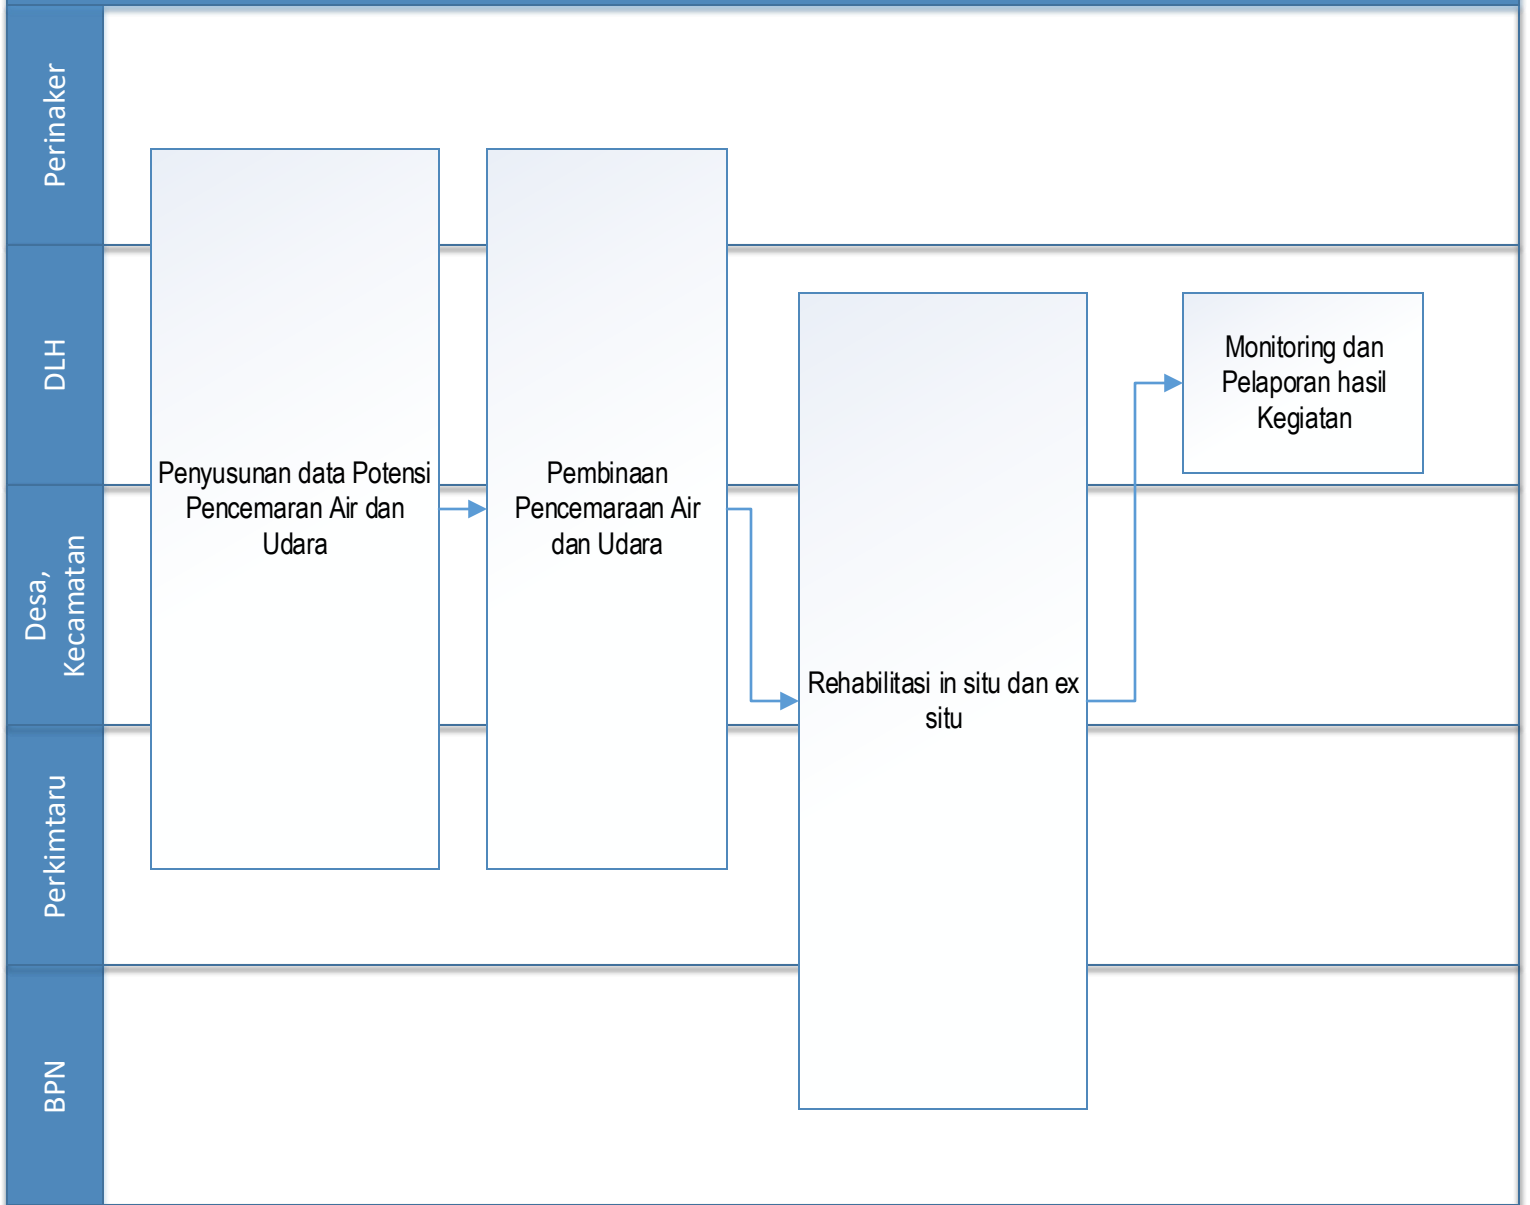 Perinaker
DLH
Desa,
Kecamatan
Perkimtaru
BPN
Penyusunan data Potensi
Pencemaran Air dan
Udara
Pembinaan
Pencemaraan Air
dan Udara
Rehabilitasi in situ dan ex
situ
Monitoring dan
Pelaporan hasil
Kegiatan